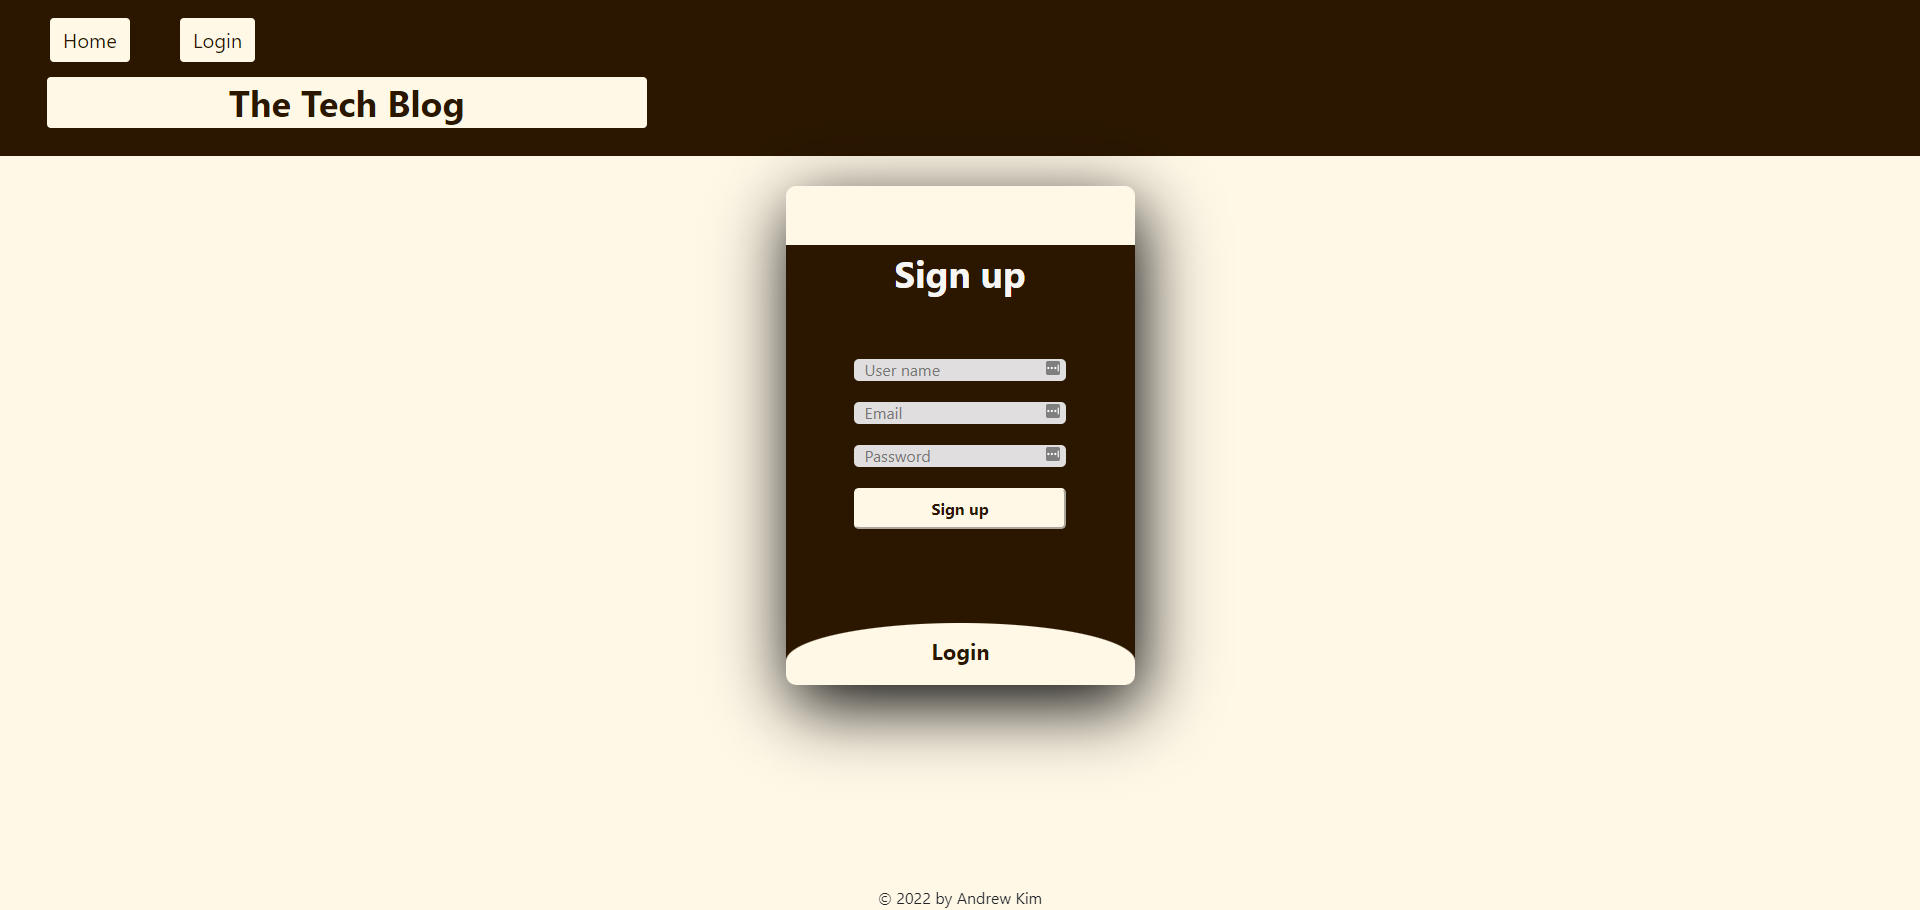 Home Login
The Tech Blog
Sign up
User name
Email
Password
Sign up
Login
© 2022 by Andrew Kim